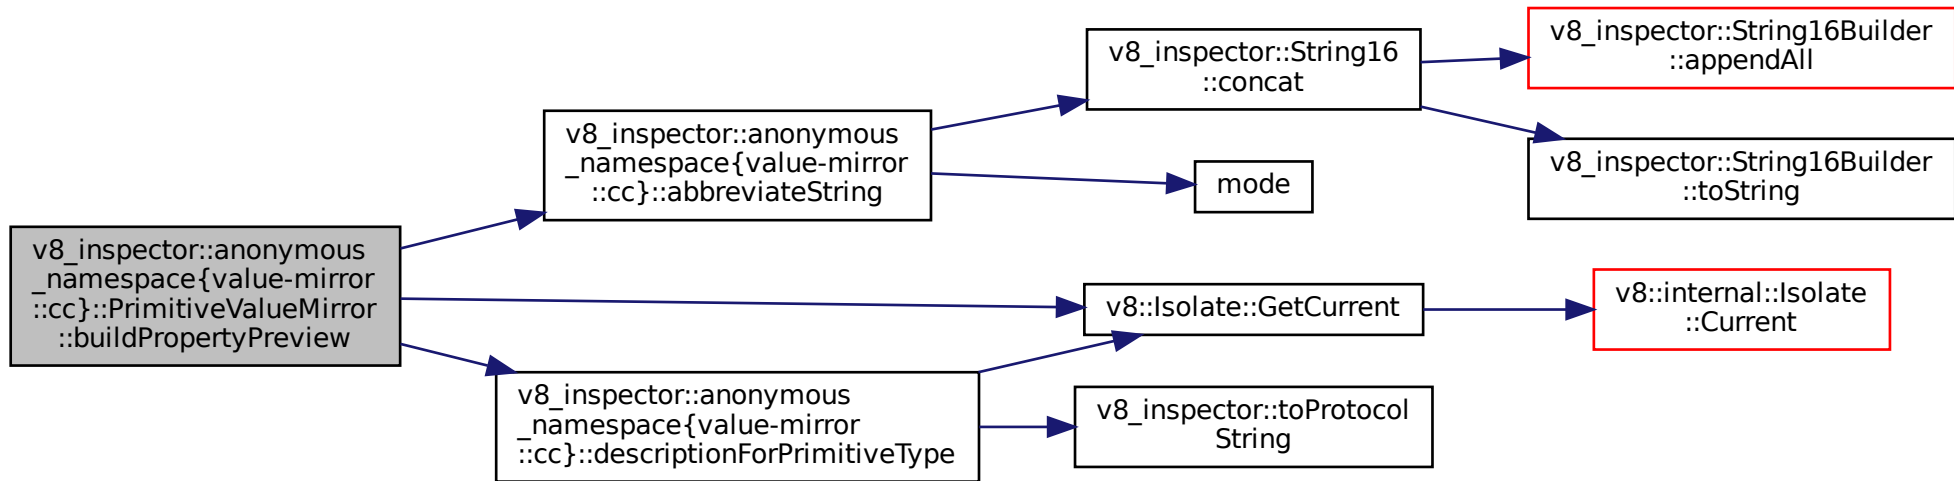 v8_inspector::anonymous
_namespace{value-mirror
::cc}::PrimitiveValueMirror
::buildPropertyPreview
v8_inspector::anonymous
_namespace{value-mirror
::cc}::abbreviateString
v8_inspector::String16
::concat
v8_inspector::String16Builder
::appendAll
v8_inspector::String16Builder
::toString
mode
v8::Isolate::GetCurrent
v8::internal::Isolate
::Current
v8_inspector::anonymous
_namespace{value-mirror
::cc}::descriptionForPrimitiveType
v8_inspector::toProtocol
String